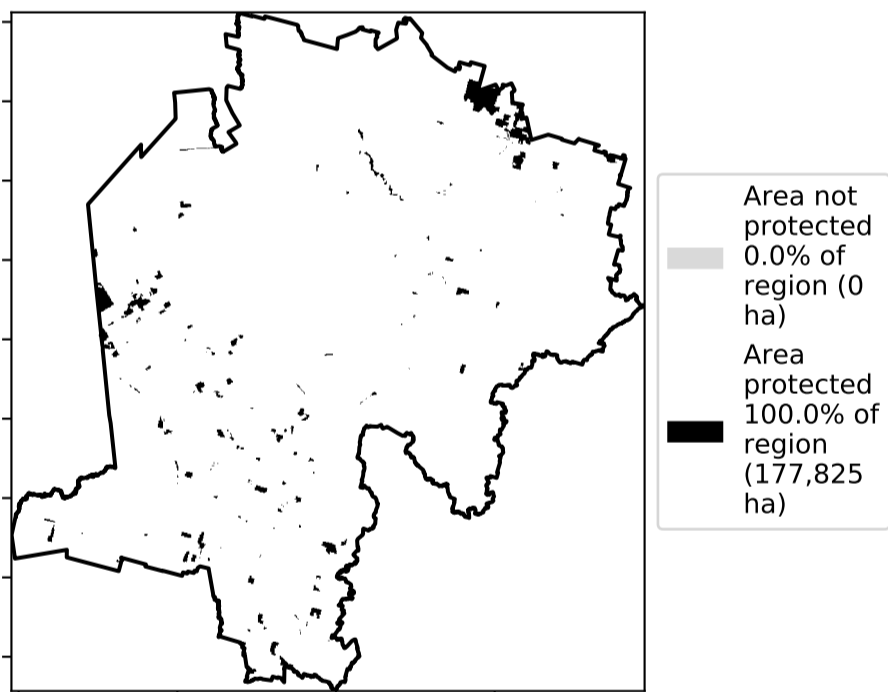 Area not
protected
0.0% of
region (0
ha)
Area
protected
100.0% of
region
(177,825
ha)